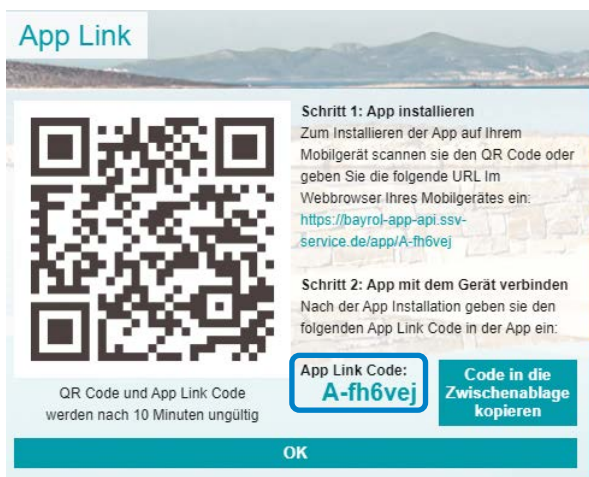 App Link
Schritt 1: App installieren
Zum Installieren der App auf Ihrem
Mobilgerät scannen sie den QR Code oder
geben Sie die folgende URL Im
Webbrowser Ihres Mobilgerätes ein:
https://bayrol-app-api.ssv-
service.de/app/A-fh6vej
Schritt 2: App mit dem Gerät verbinden
Nach der App Installation geben sie den
folgenden App Link Code in der App ein:
App Link Code:
A-fh6vej
Code in die
Zwischenablage
kopieren
QR Code und App Link Code
werden nach 10 Minuten ungültig
OK